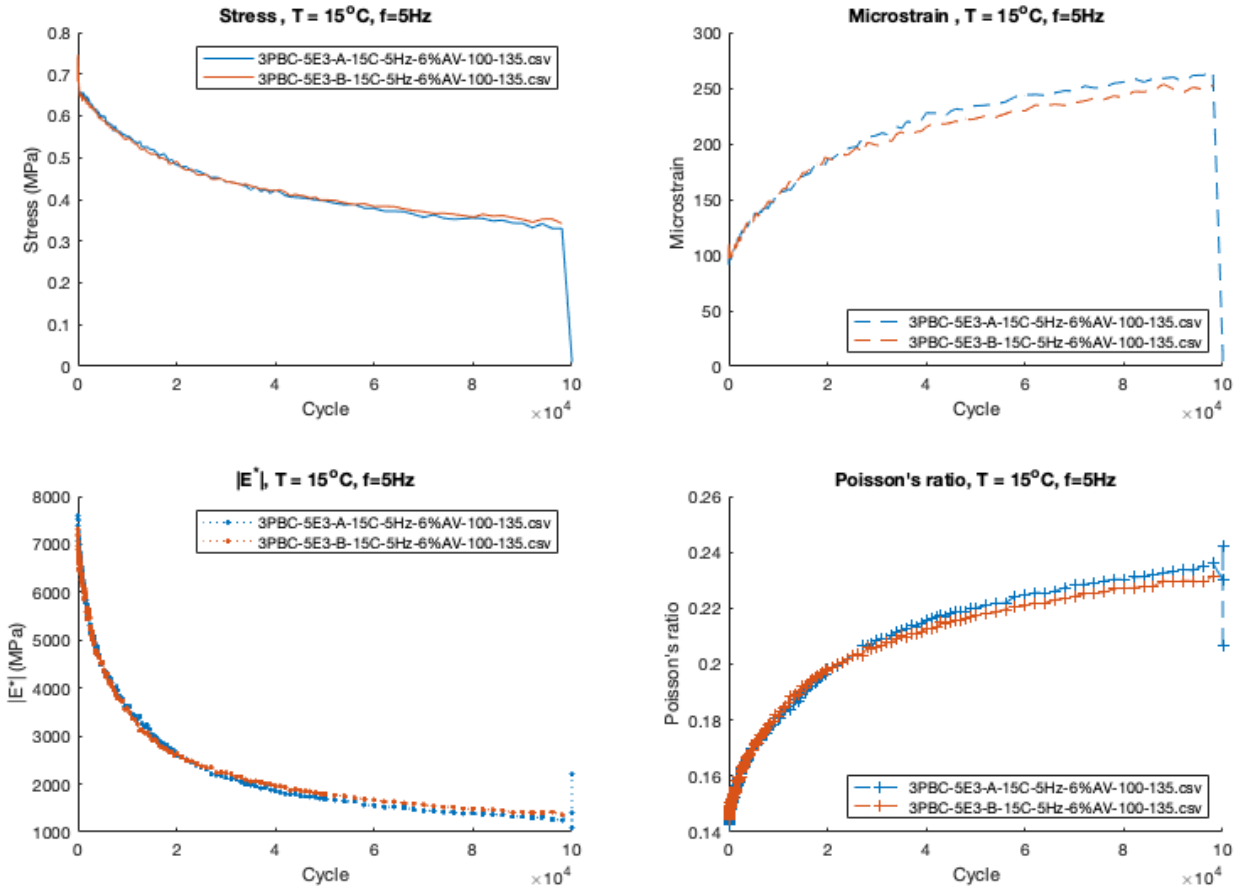 Stress , T = 15°C, f=5Hz
0.8
0.7
0.6
0.5
0.4
0.3
0.2
0.1
0
Stress (MPa)
3PBC-5E3-A-15C-5Hz-6%AV-100-135.csv
3PBC-5E3-B-15C-5Hz-6%AV-100-135.csv
0 2 4 6 8 10
Cycle
×10⁴
Microstrain , T = 15°C, f=5Hz
300
250
200
150
100
50
0
Microstrain
3PBC-5E3-A-15C-5Hz-6%AV-100-135.csv
3PBC-5E3-B-15C-5Hz-6%AV-100-135.csv
0 2 4 6 8 10
Cycle
×10⁴
|E*|, T = 15°C, f=5Hz
8000
7000
6000
5000
4000
3000
2000
1000
|E*| (MPa)
3PBC-5E3-A-15C-5Hz-6%AV-100-135.csv
3PBC-5E3-B-15C-5Hz-6%AV-100-135.csv
0 2 4 6 8 10
Cycle
×10⁴
Poisson's ratio, T = 15°C, f=5Hz
0.26
0.24
0.22
0.2
0.18
0.16
0.14
Poisson's ratio
3PBC-5E3-A-15C-5Hz-6%AV-100-135.csv
3PBC-5E3-B-15C-5Hz-6%AV-100-135.csv
0 2 4 6 8 10
Cycle
×10⁴